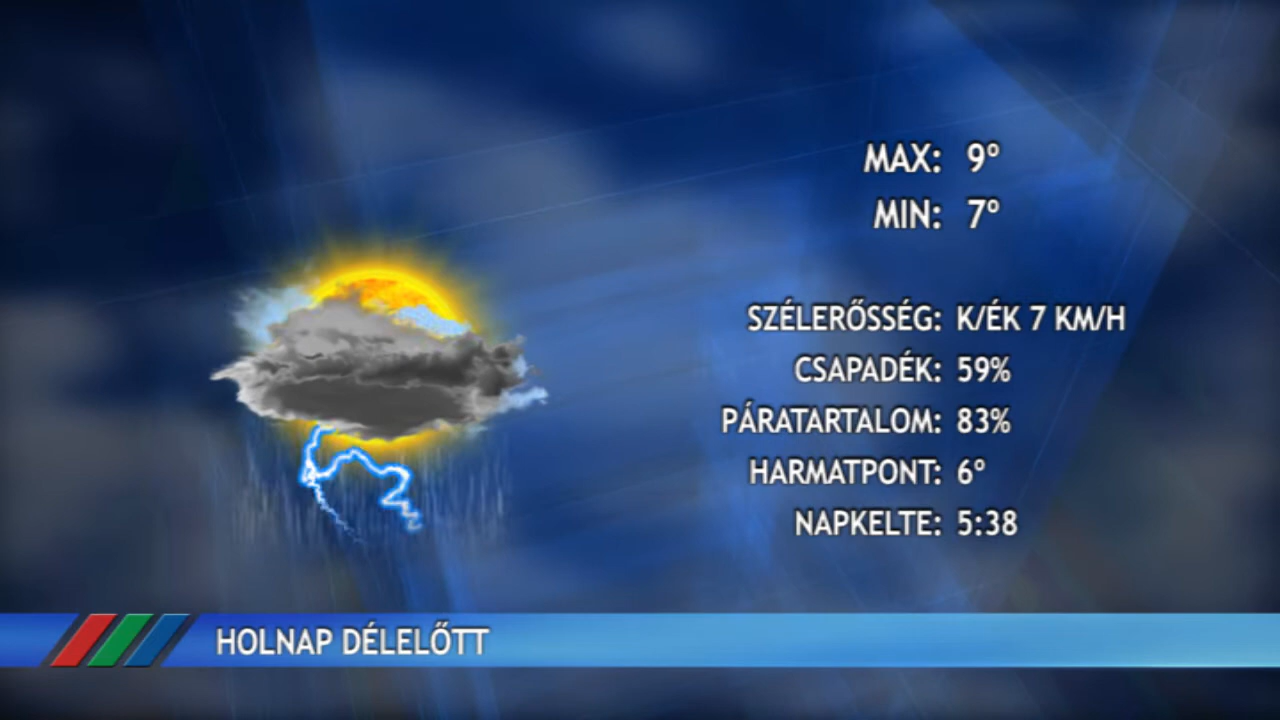 MAX: 9°
MIN: 7°
SZÉLERŐSSÉG: K/ÉK 7 KM/H
CSAPADÉK: 59%
PÁRATARTALOM: 83%
HARMATPONT: 6°
NAPKELTE: 5:38
HOLNAP DÉLELŐTT